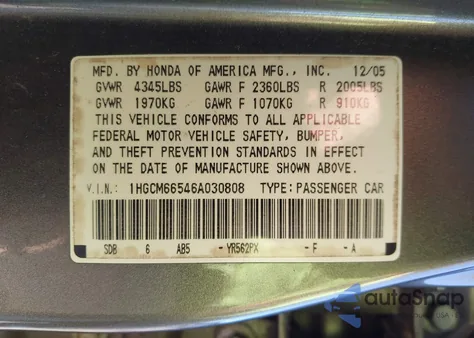 MFD. BY HONDA OF AMERICA MFG., INC. 12/05
GVWR 4345LBS GAWR F 2360LBS R 2005LBS
GVWR 1970KG GAWR F 1070KG R 910KG
THIS VEHICLE CONFORMS TO ALL APPLICABLE
FEDERAL MOTOR VEHICLE SAFETY, BUMPER,
AND THEFT PREVENTION STANDARDS IN EFFECT
ON THE DATE OF MANUFACTURE SHOWN ABOVE.
V.I.N.: 1HGCM66546A030808 TYPE: PASSENGER CAR
SDB 6 AB5 - YR562PX - F - A
autoSnap